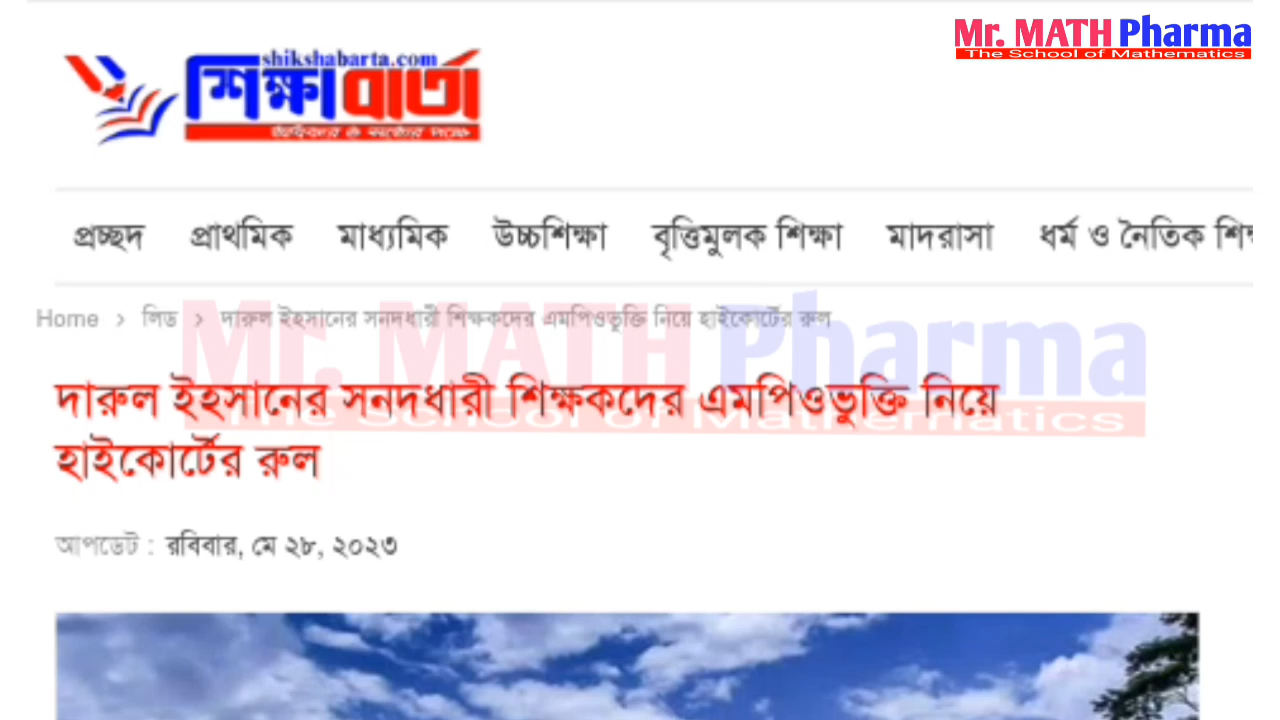 Mr. MATH Pharma
The School of Mathematics
shikshabarta.com
শিক্ষা বার্তা
প্রচ্ছদ প্রাথমিক মাধ্যমিক উচ্চশিক্ষা বৃত্তিমুলক শিক্ষা মাদরাসা ধর্ম ও নৈতিক
Home › লিড › দারুল ইহসানের সনদধারী শিক্ষকদের এমপিওভুক্তি নিয়ে হাইকোর্টের রুল
Mr. MATH Pharma
দারুল ইহসানের সনদধারী শিক্ষকদের এমপিওভুক্তি নিয়ে
The School of Mathematics
হাইকোর্টের রুল
আপডেট : রবিবার, মে ২৮, ২০২৩